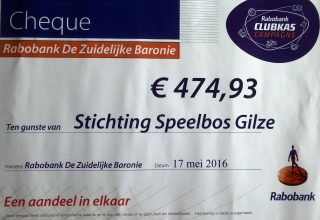 Cheque
Rabobank
CLUBKAS
CAMPAGNE
Rabobank De Zuidelijke Baronie
€ 474,93
Ten gunste van Stichting Speelbos Gilze
Namens Rabobank De Zuidelijke Baronie Datum 17 mei 2016
Een aandeel in elkaar
Rabobank